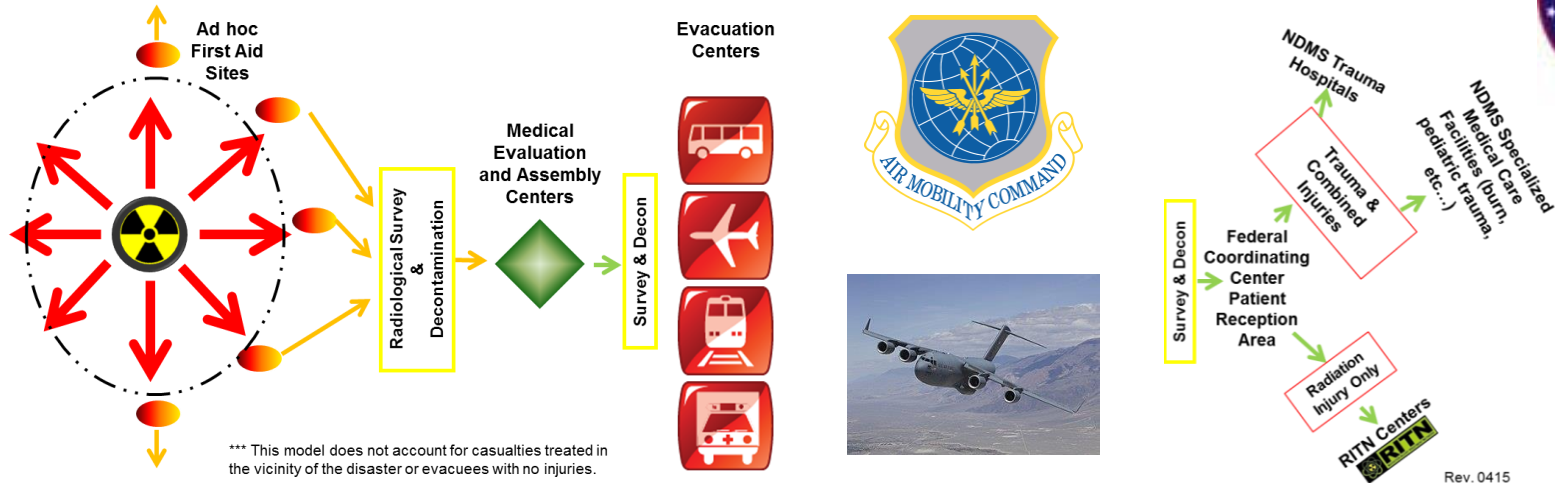 Ad hoc
First Aid
Sites
Radiological Survey
&
Decontamination
Medical
Evaluation
and Assembly
Centers
Survey & Decon
Evacuation
Centers
*** This model does not account for casualties treated in
the vicinity of the disaster or evacuees with no injuries.
AIR MOBILITY COMMAND
Survey & Decon
Federal
Coordinating
Center
Patient
Reception
Area
NDMS Trauma
Hospitals
Trauma &
Combined
Injuries
NDMS Specialized
Medical Care
Facilities (burn,
pediatric trauma,
etc…)
Radiation
Injury Only
RITN Centers
RITN
Rev. 0415